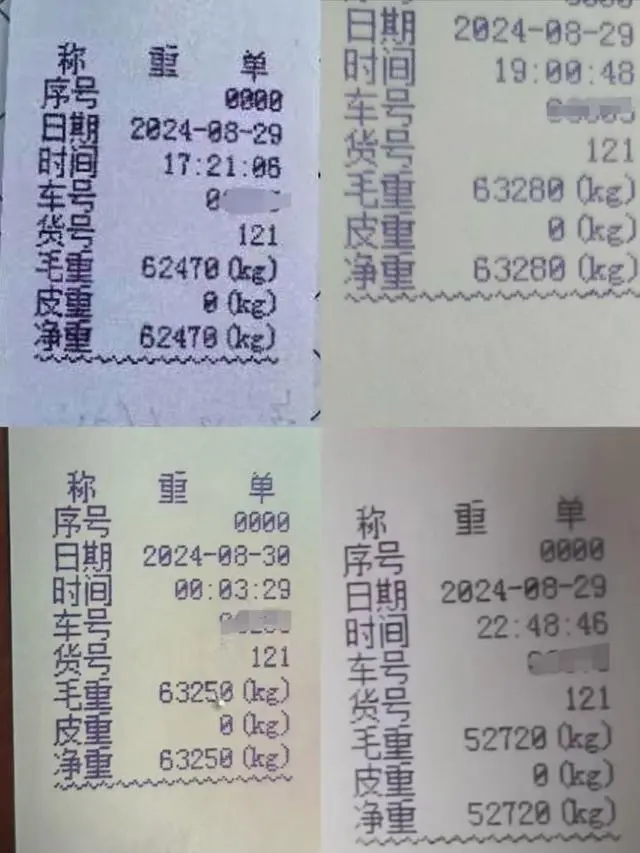 称 重 单
序号 0000
日期 2024-08-29
时间 17:21:06
车号 0
货号 121
毛重 62470(kg)
皮重 0(kg)
净重 62470(kg)
日期 2024-08-29
时间 19:00:48
车号
货号 121
毛重 63280(kg)
皮重 0(kg)
净重 63280(kg)
称 重 单
序号 0000
日期 2024-08-30
时间 00:03:29
车号
货号 121
毛重 63250(kg)
皮重 0(kg)
净重 63250(kg)
称 重 单
序号 0000
日期 2024-08-29
时间 22:48:46
车号
货号 121
毛重 52720(kg)
皮重 0(kg)
净重 52720(kg)